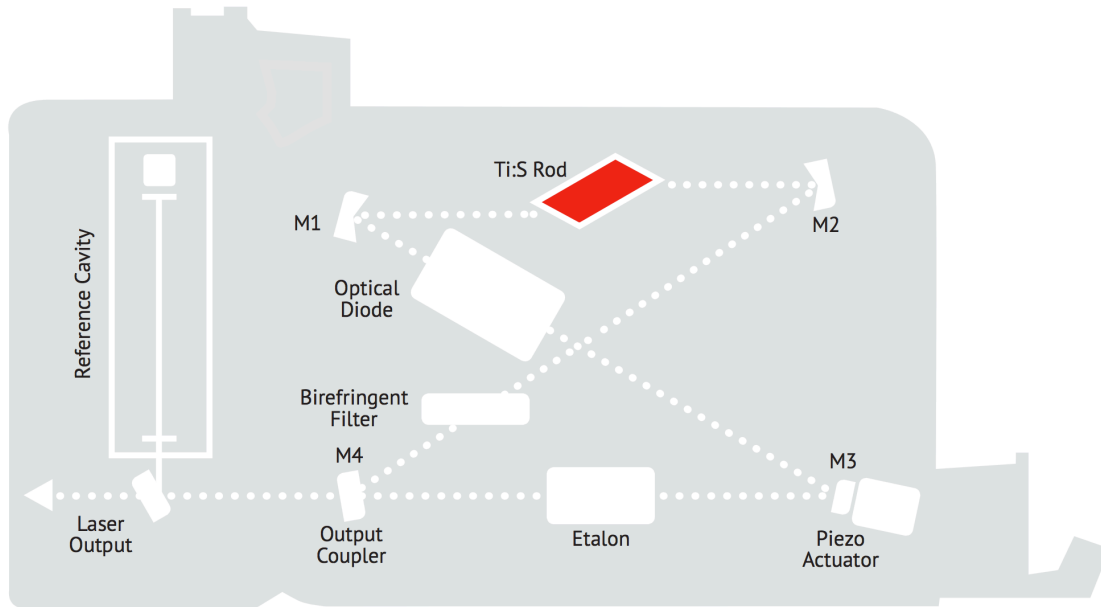 Ti:S Rod
M1
M2
Reference Cavity
Optical
Diode
Birefringent
Filter
M4
M3
Laser
Output
Output
Coupler
Etalon
Piezo
Actuator